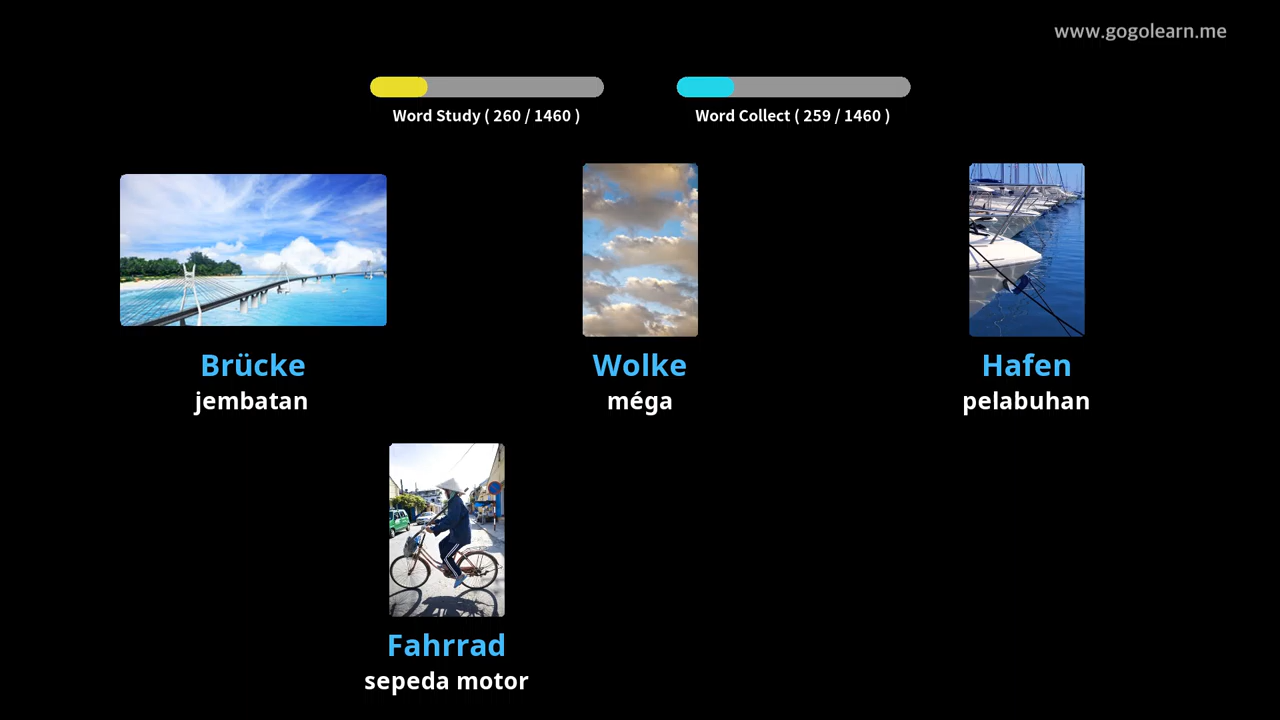 www.gogolearn.me
Word Study ( 260 / 1460 )
Word Collect ( 259 / 1460 )
Brücke
jembatan
Wolke
méga
Hafen
pelabuhan
Fahrrad
sepeda motor